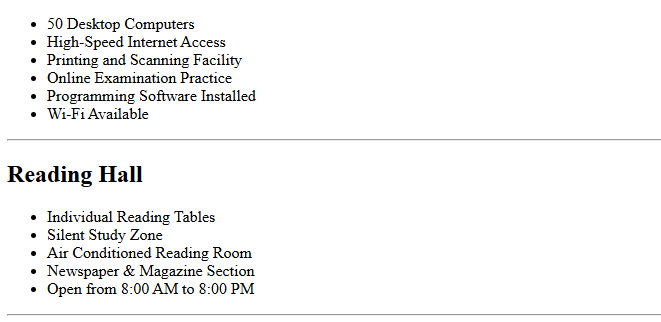 50 Desktop Computers
High-Speed Internet Access
Printing and Scanning Facility
Online Examination Practice
Programming Software Installed
Wi-Fi Available
Reading Hall
Individual Reading Tables
Silent Study Zone
Air Conditioned Reading Room
Newspaper & Magazine Section
Open from 8:00 AM to 8:00 PM